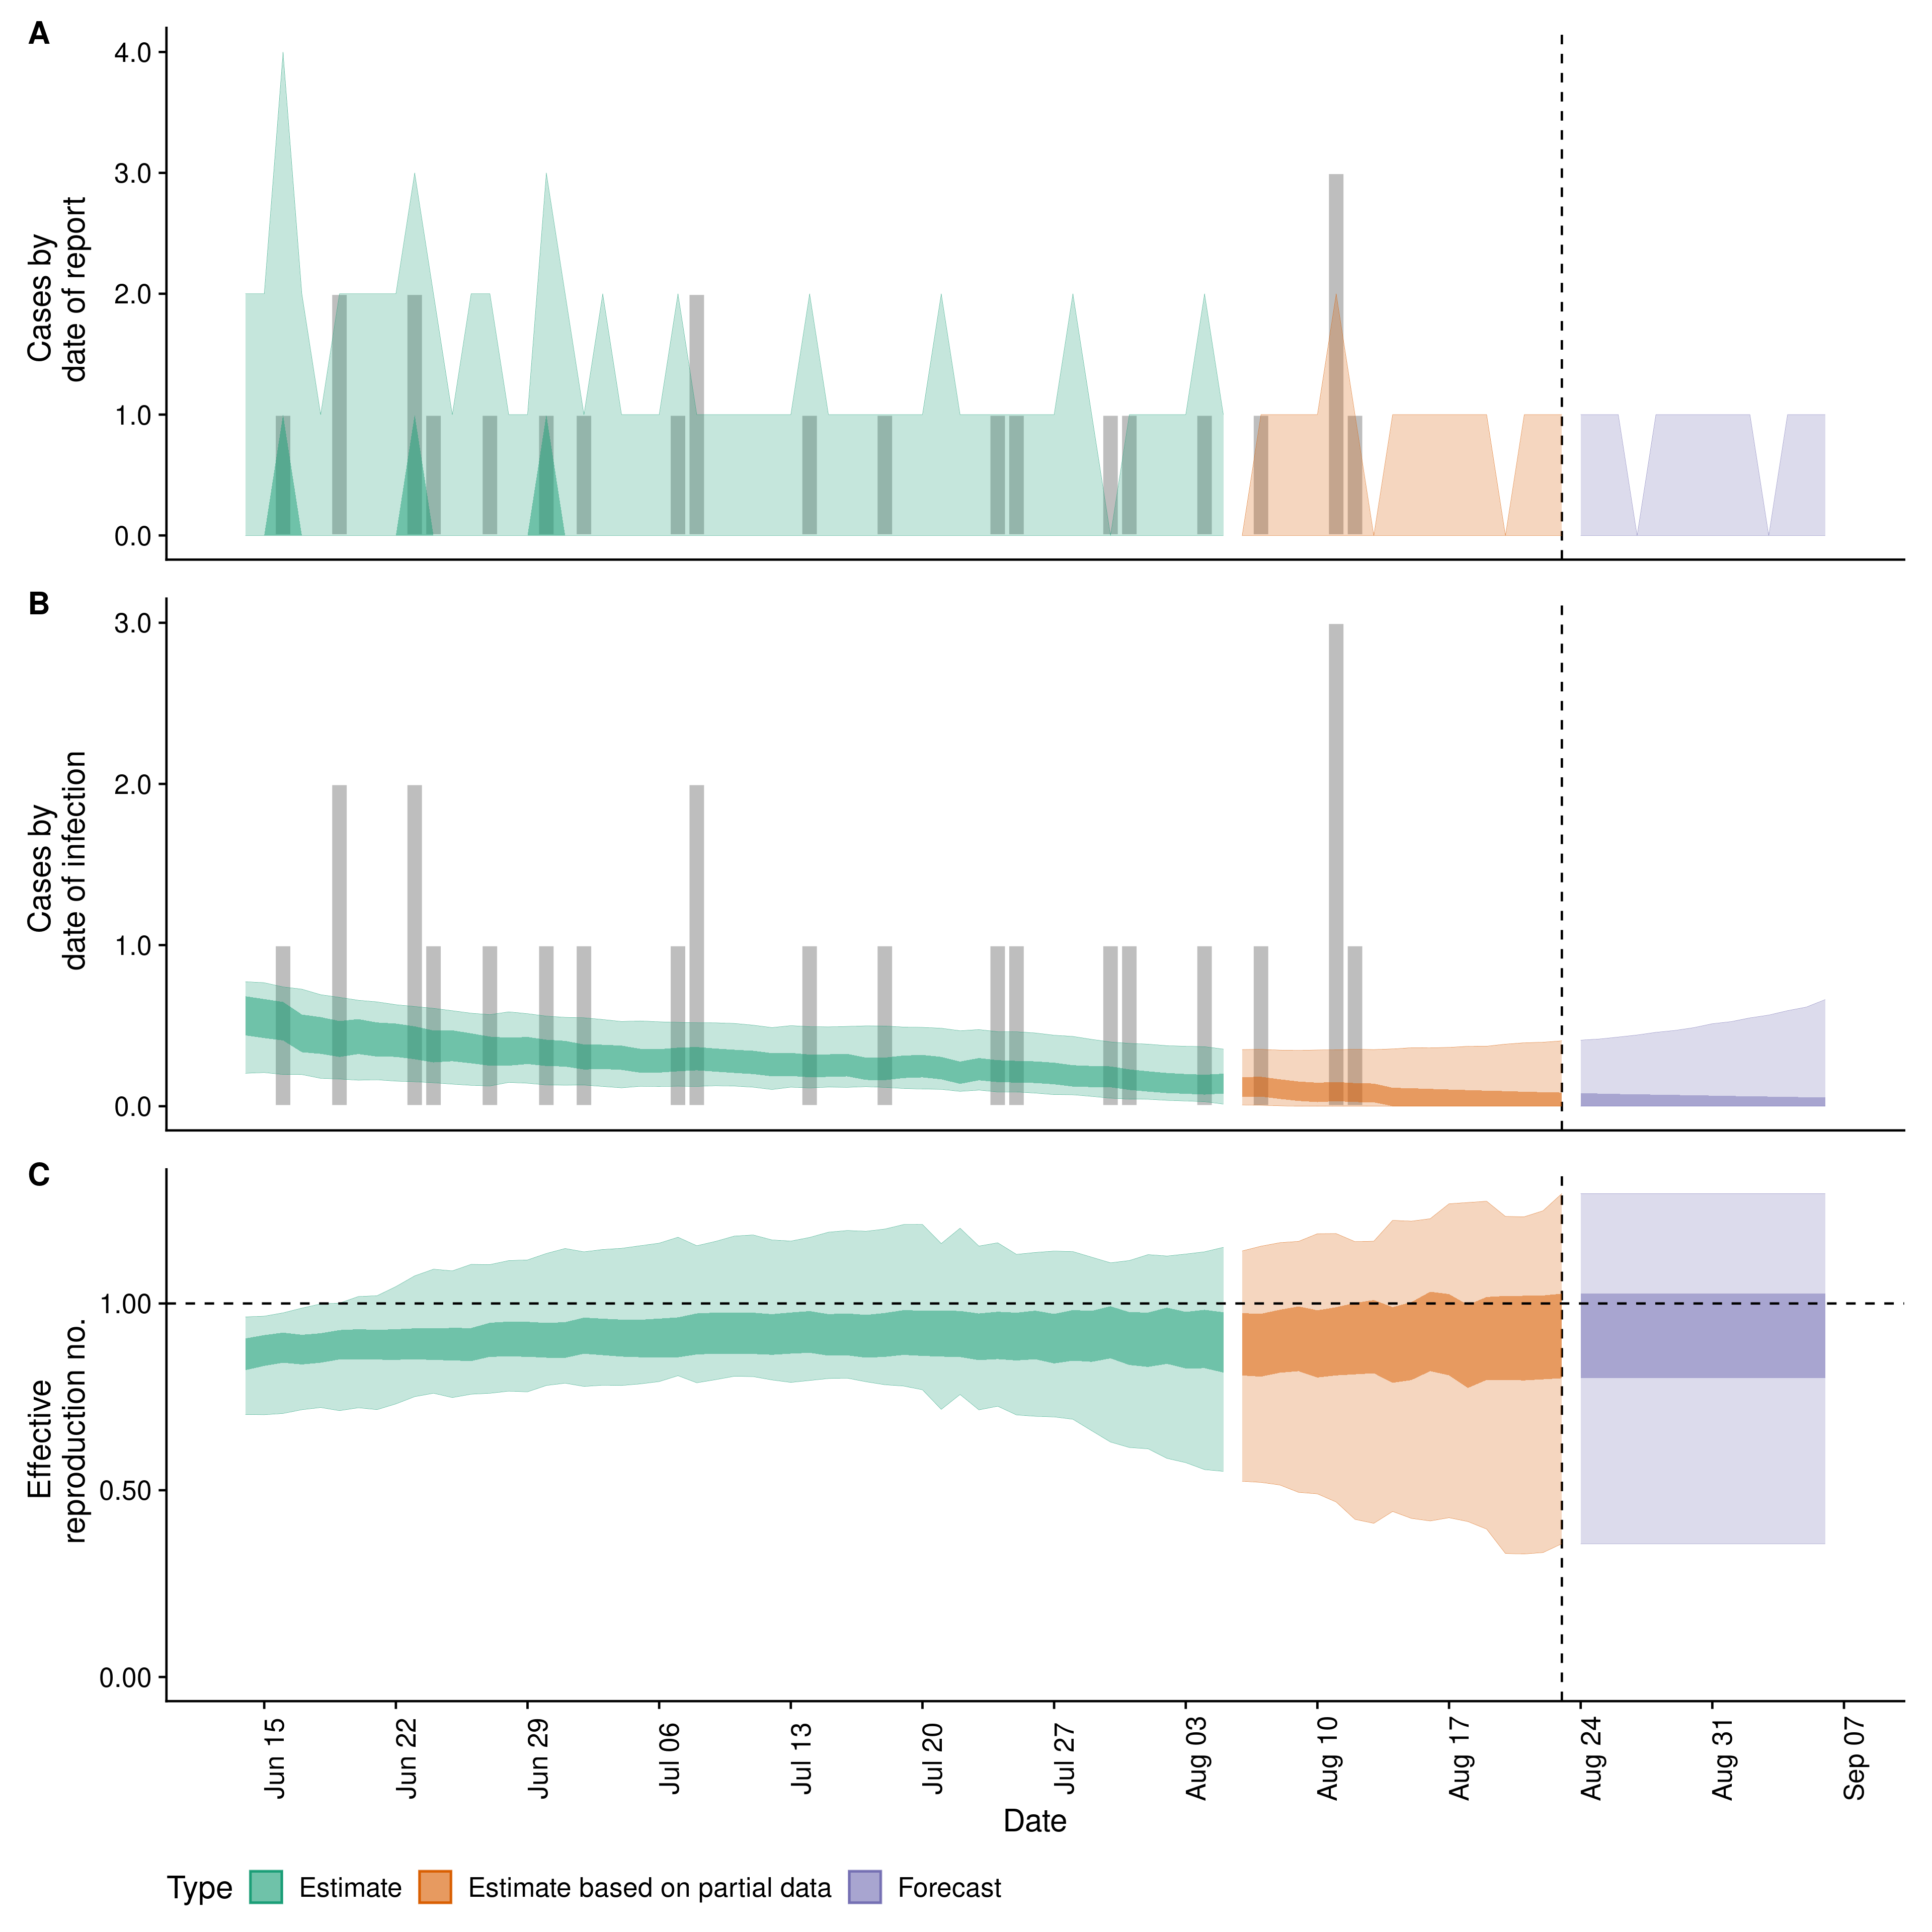 A
Cases by
date of report
4.0
3.0
2.0
1.0
0.0
B
Cases by
date of infection
3.0
2.0
1.0
0.0
C
Effective
reproduction no.
1.00
0.50
0.00
Jun 15
Jun 22
Jun 29
Jul 06
Jul 13
Jul 20
Jul 27
Aug 03
Aug 10
Aug 17
Aug 24
Aug 31
Sep 07
Date
Type Estimate Estimate based on partial data Forecast